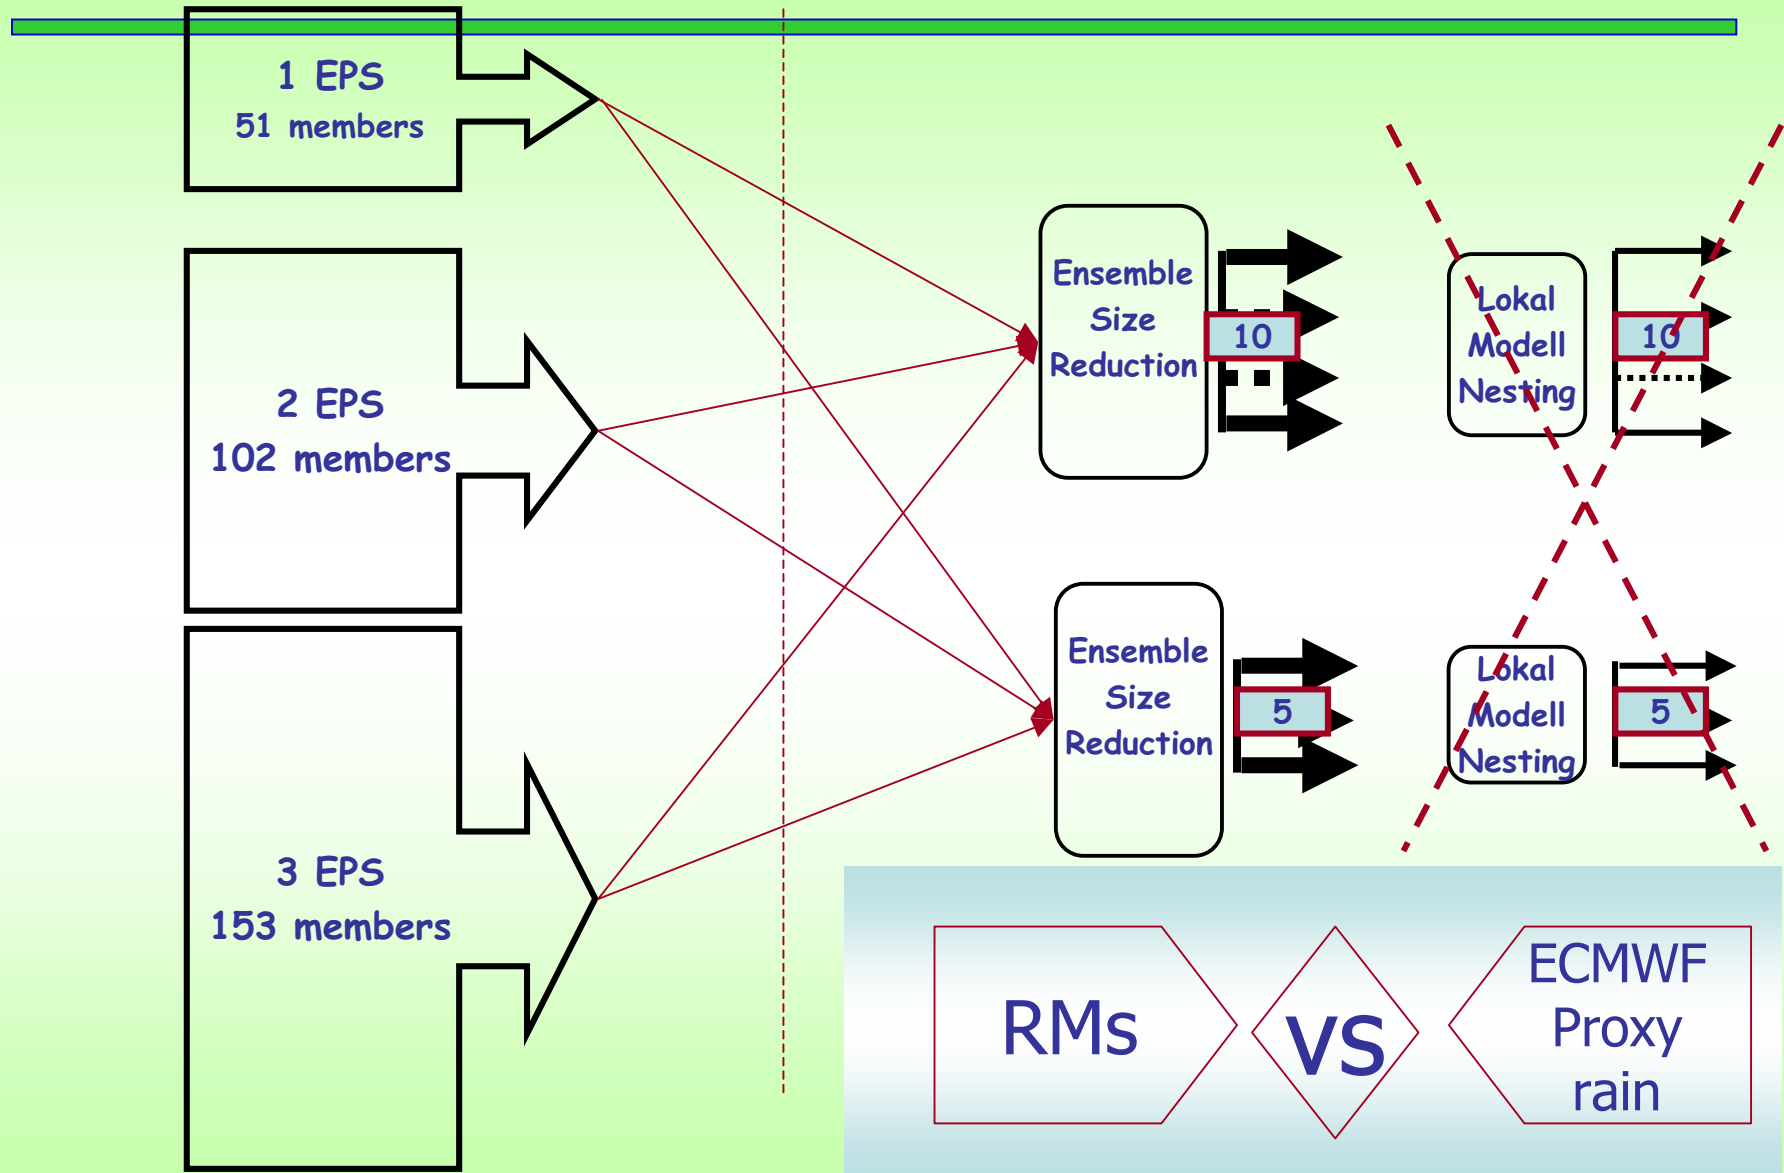 1 EPS
51 members
2 EPS
102 members
3 EPS
153 members
Ensemble
Size
Reduction
10
Lokal
Modell
Nesting
10
Ensemble
Size
Reduction
5
Lokal
Modell
Nesting
5
RMs
vs
ECMWF
Proxy
rain